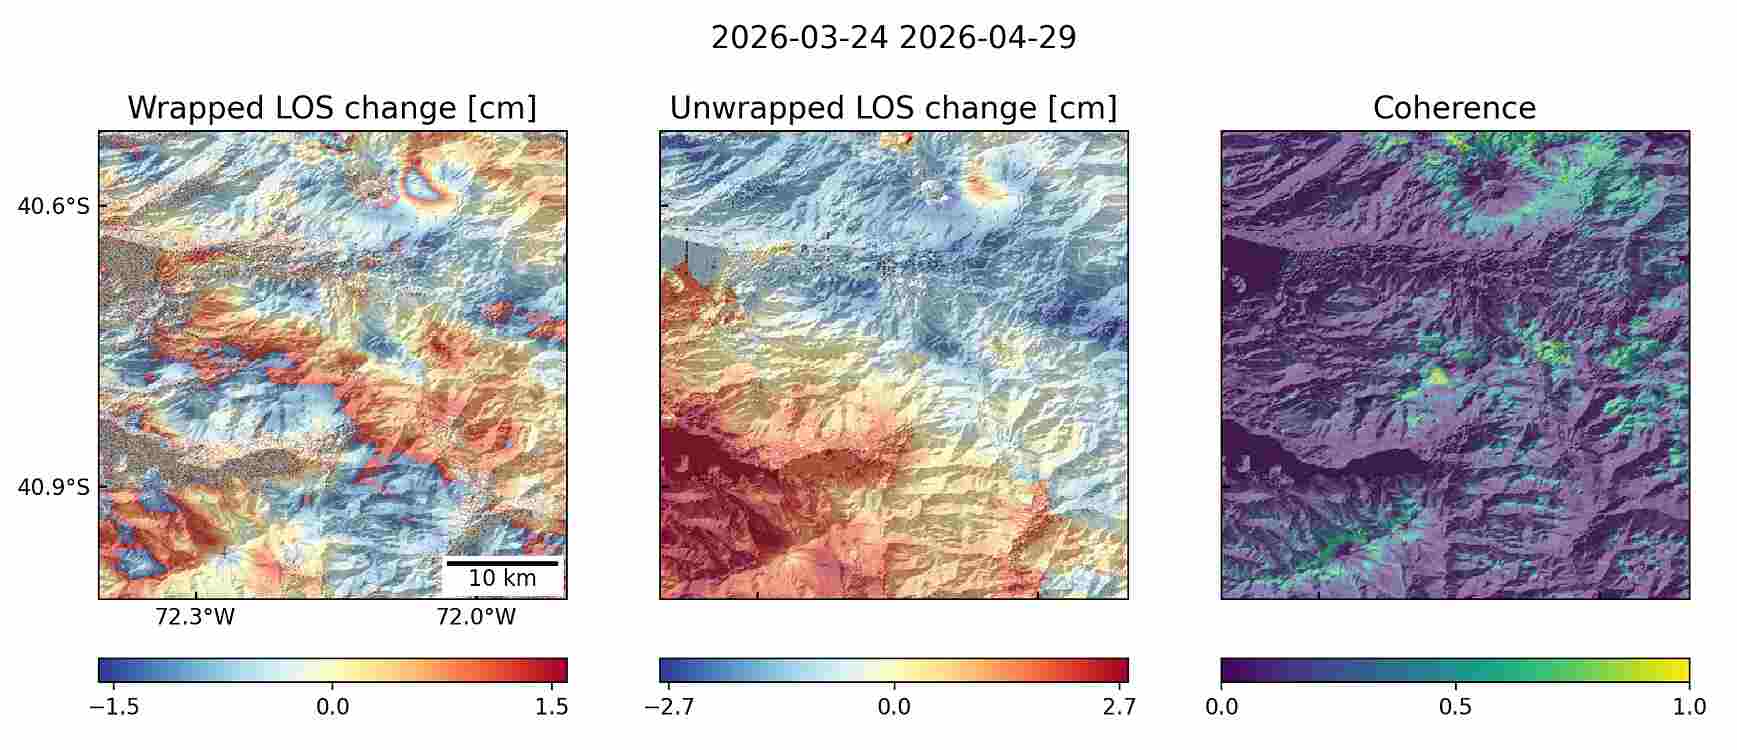 2026-03-24 2026-04-29
Wrapped LOS change [cm]
Unwrapped LOS change [cm]
Coherence
40.6°S
40.9°S
10 km
72.3°W
72.0°W
−1.5
0.0
1.5
−2.7
0.0
2.7
0.0
0.5
1.0